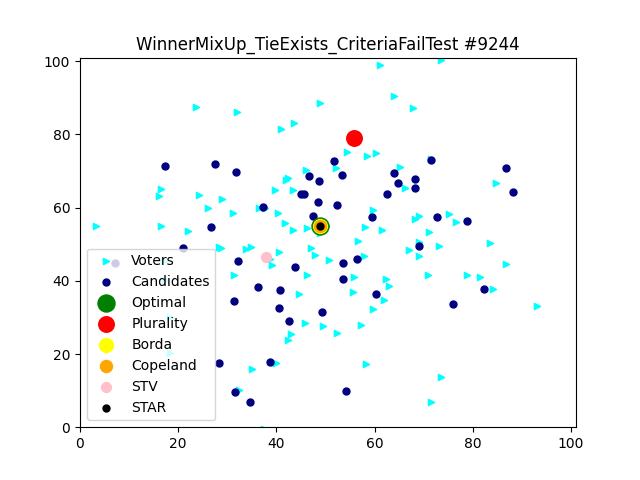 WinnerMixUp_TieExists_CriteriaFailTest #9244
100
80
60
40
20
0
0
20
40
60
80
100
Voters
Candidates
Optimal
Plurality
Borda
Copeland
STV
STAR